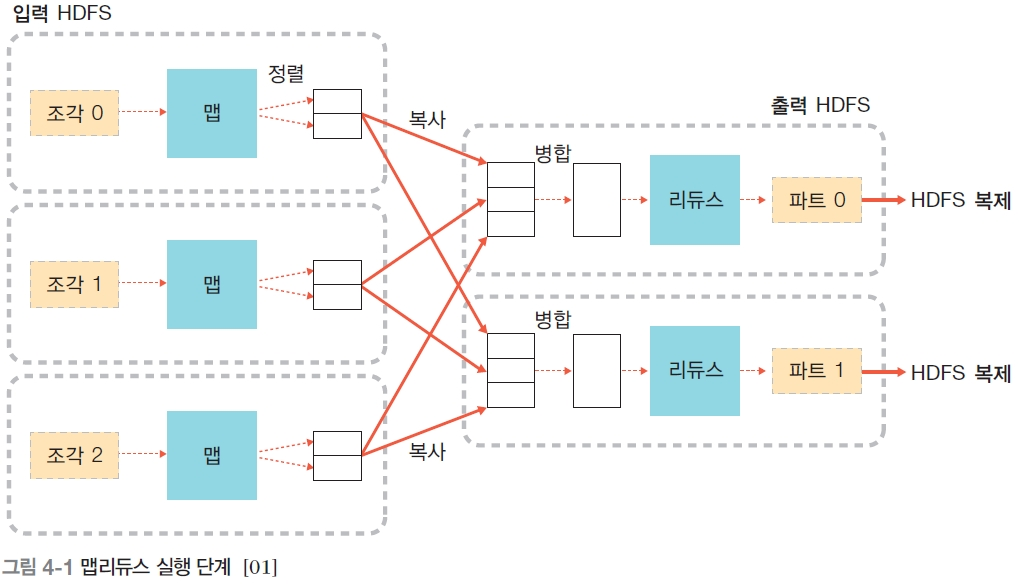 입력 HDFS
조각 0
맵
정렬
복사
조각 1
맵
조각 2
맵
복사
출력 HDFS
병합
리듀스
파트 0
HDFS 복제
병합
리듀스
파트 1
HDFS 복제
그림 4-1 맵리듀스 실행 단계 [01]